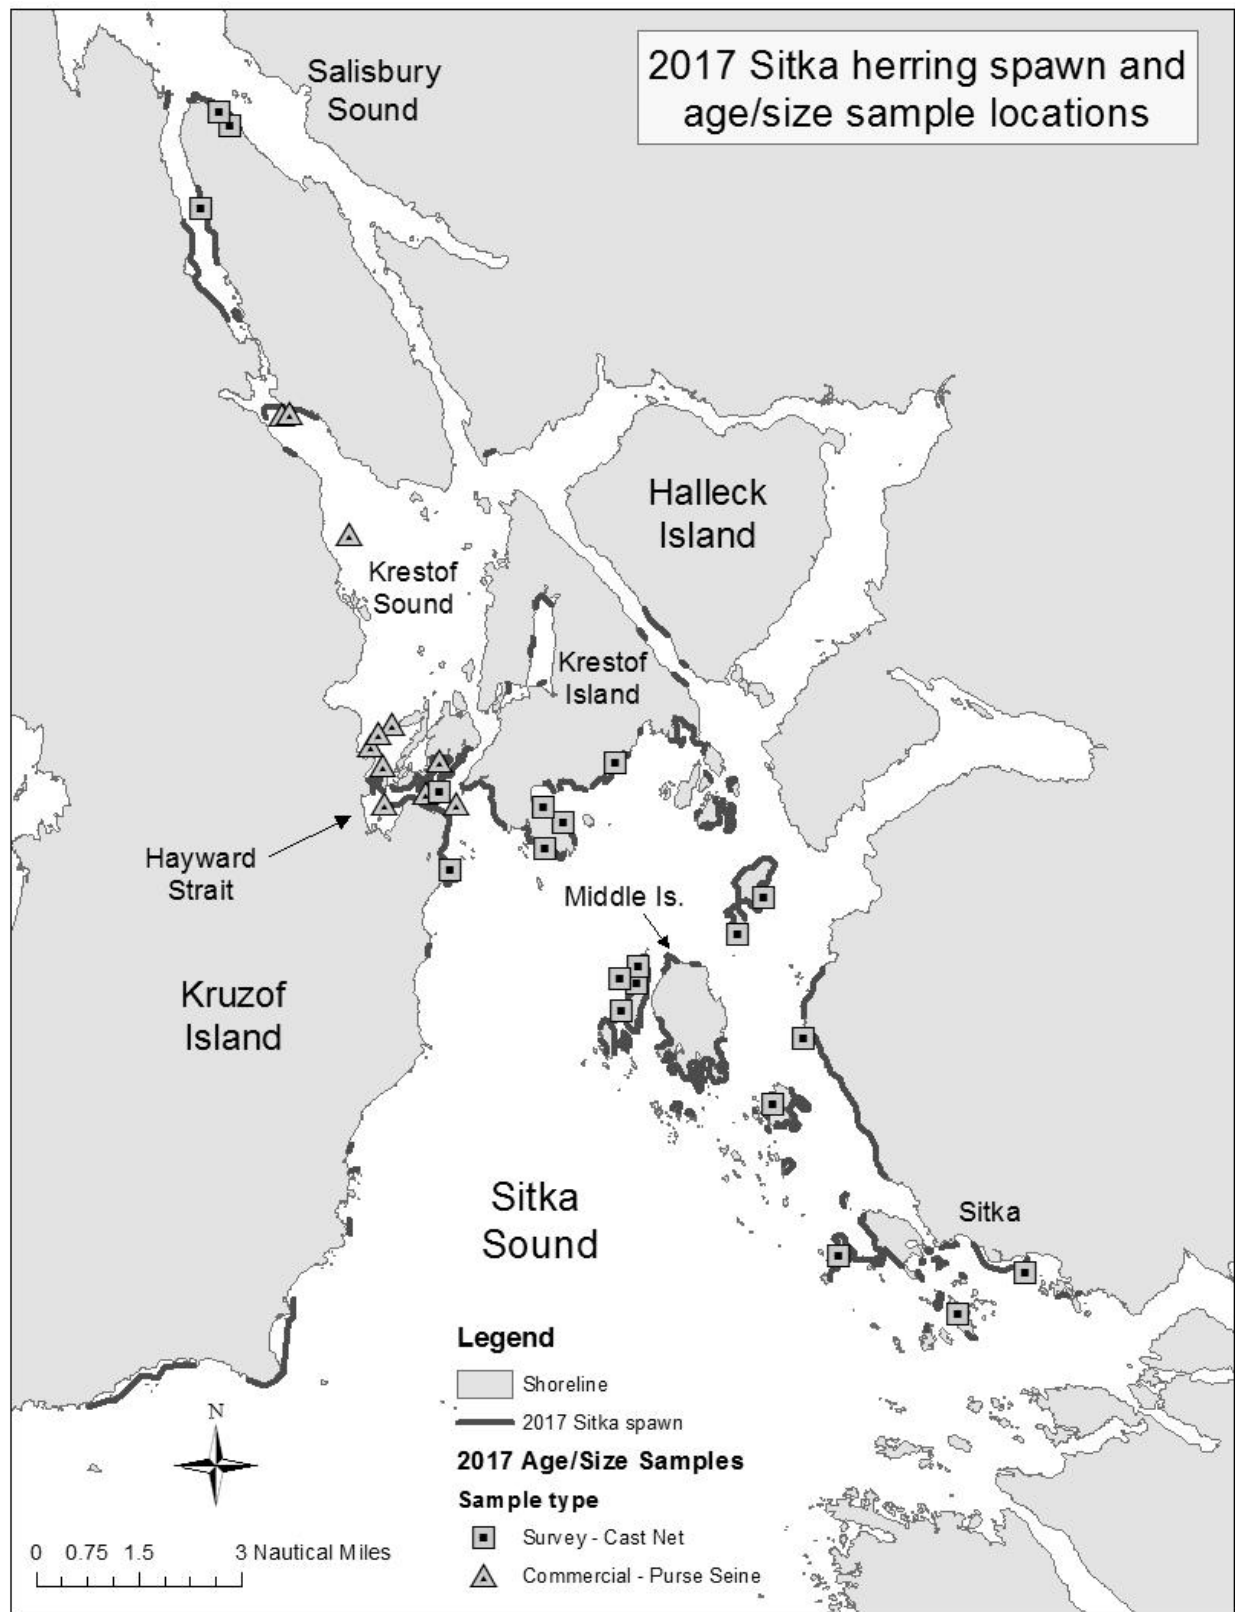 2017 Sitka herring spawn and
age/size sample locations
Salisbury
Sound
Halleck
Island
Krestof
Sound
Krestof
Island
Hayward
Strait
Middle Is.
Kruzof
Island
Sitka
Sound
Sitka
Legend
Shoreline
2017 Sitka spawn
2017 Age/Size Samples
Sample type
Survey - Cast Net
Commercial - Purse Seine
N
0 0.75 1.5 3 Nautical Miles